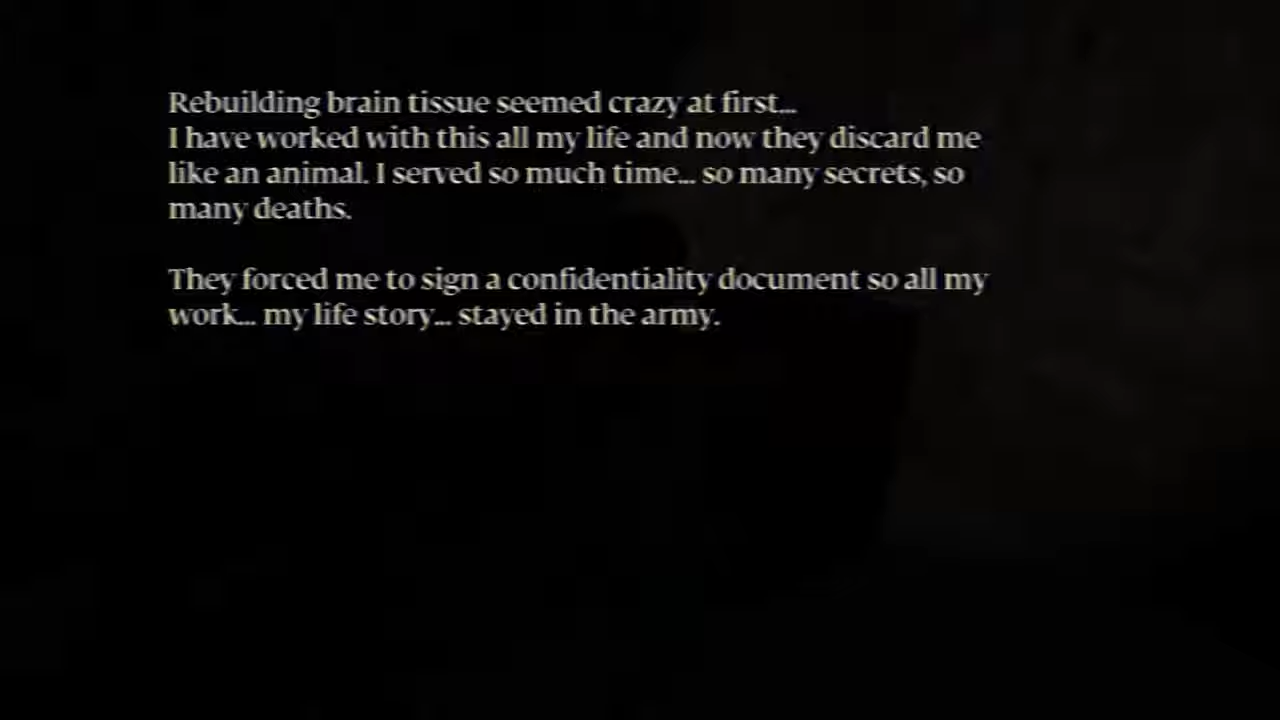 Rebuilding brain tissue seemed crazy at first...
I have worked with this all my life and now they discard me
like an animal. I served so much time... so many secrets, so
many deaths.
They forced me to sign a confidentiality document so all my
work... my life story... stayed in the army.